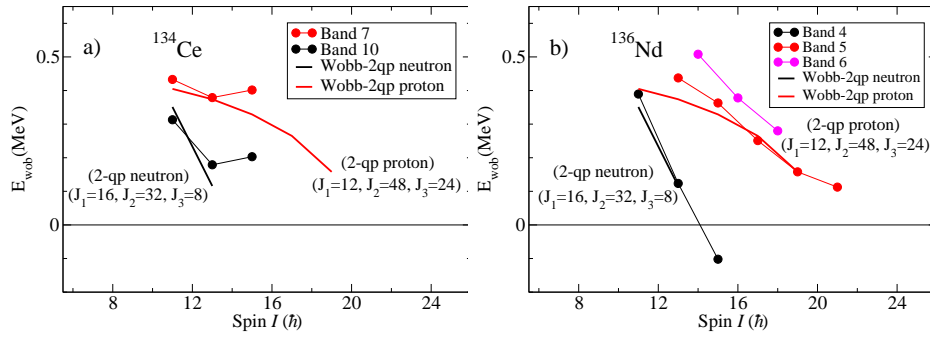 a)
134Ce
Band 7
Band 10
Wobb-2qp neutron
Wobb-2qp proton
(2-qp neutron)
(J1=16, J2=32, J3=8)
(2-qp proton)
(J1=12, J2=48, J3=24)
0.5
0
Ewob(MeV)
8 12 16 20 24
Spin I (ħ)
b)
136Nd
Band 4
Band 5
Band 6
Wobb-2qp neutron
Wobb-2qp proton
(2-qp proton)
(J1=12, J2=48, J3=24)
(2-qp neutron)
(J1=16, J2=32, J3=8)
0.5
0
Ewob(MeV)
8 12 16 20 24
Spin I (ħ)